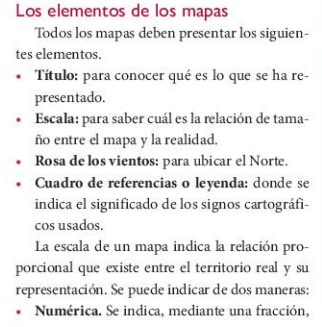 Los elementos de los mapas
Todos los mapas deben presentar los siguien-
tes elementos.
• Título: para conocer qué es lo que se ha re-
presentado.
• Escala: para saber cuál es la relación de tama-
ño entre el mapa y la realidad.
• Rosa de los vientos: para ubicar el Norte.
• Cuadro de referencias o leyenda: donde se
indica el significado de los signos cartográfi-
cos usados.
La escala de un mapa indica la relación pro-
porcional que existe entre el territorio real y su
representación. Se puede indicar de dos maneras:
• Numérica. Se indica, mediante una fracción,